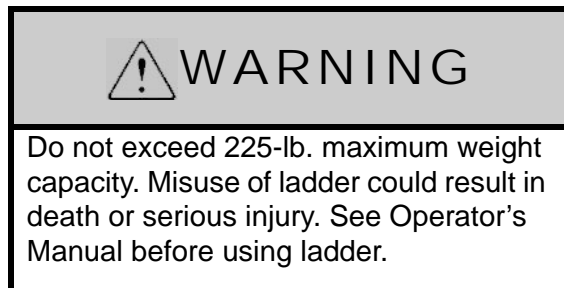 WARNING
Do not exceed 225-lb. maximum weight
capacity. Misuse of ladder could result in
death or serious injury. See Operator’s
Manual before using ladder.